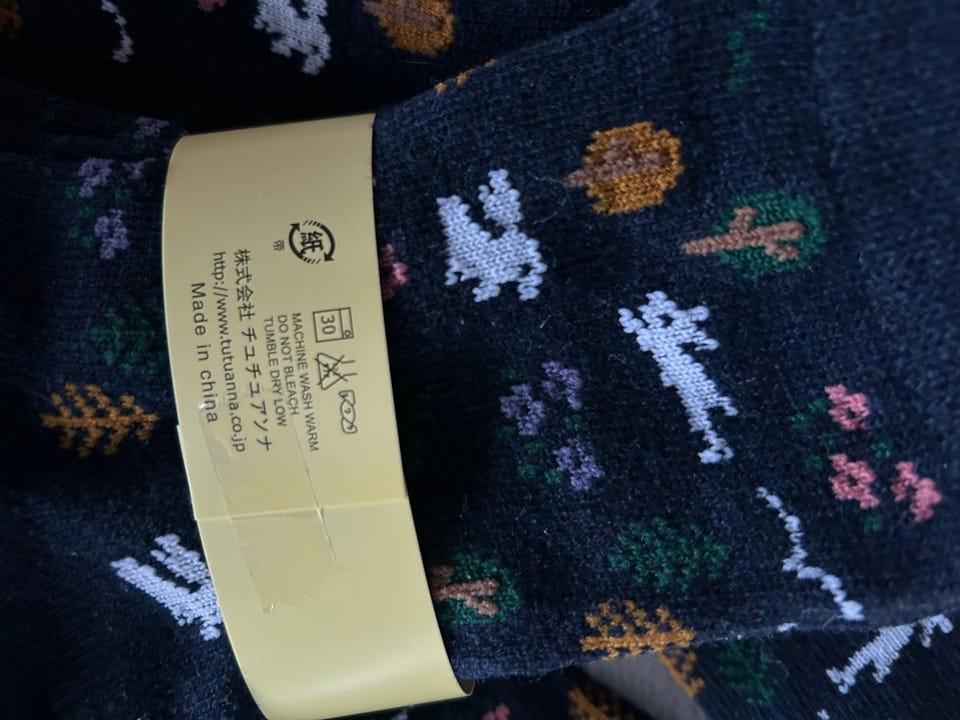 紙
帯
30
MACHINE WASH WARM
DO NOT BLEACH
TUMBLE DRY LOW
株式会社 チュチュアンナ
http://www.tutuanna.co.jp
Made in china